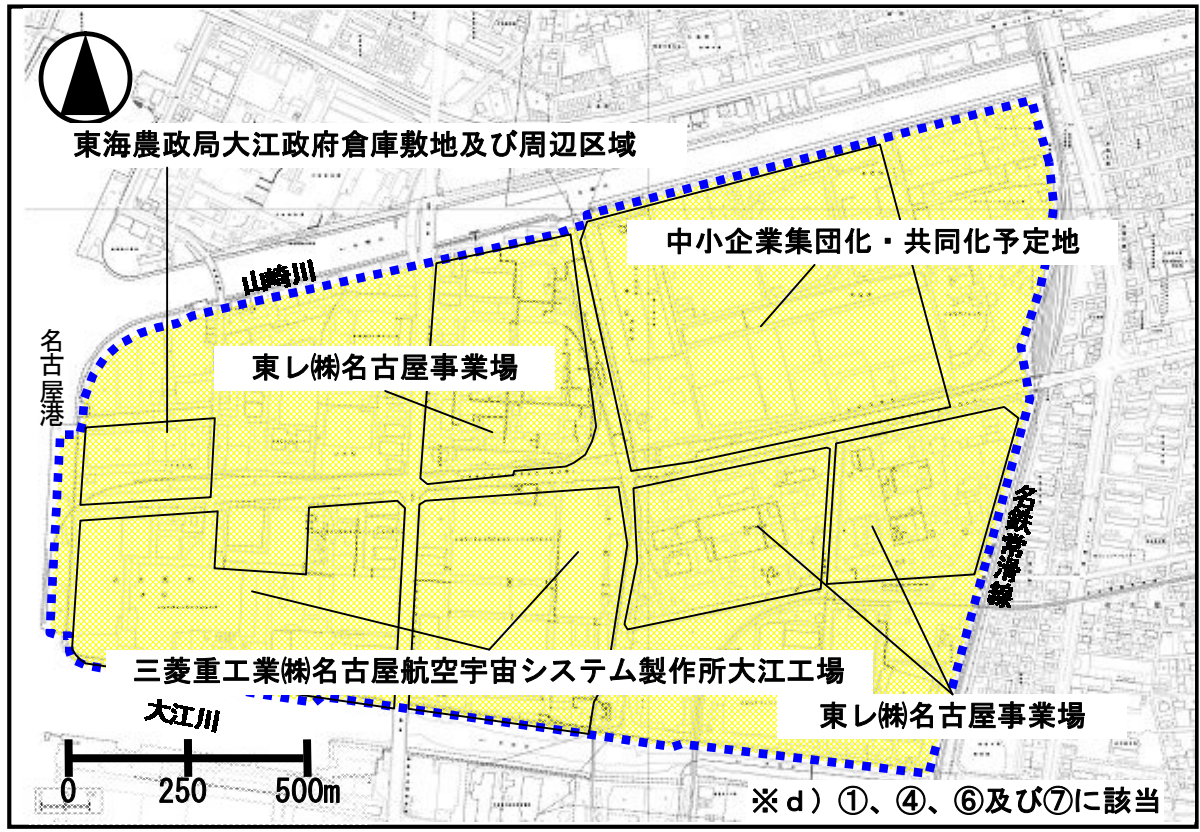 東海農政局大江政府倉庫敷地及び周辺区域
中小企業集団化・共同化予定地
山崎川
名古屋港
東レ㈱名古屋事業場
名鉄常滑線
三菱重工業㈱名古屋航空宇宙システム製作所大江工場
東レ㈱名古屋事業場
大江川
0 250 500m
※d）①、④、⑥及び⑦に該当